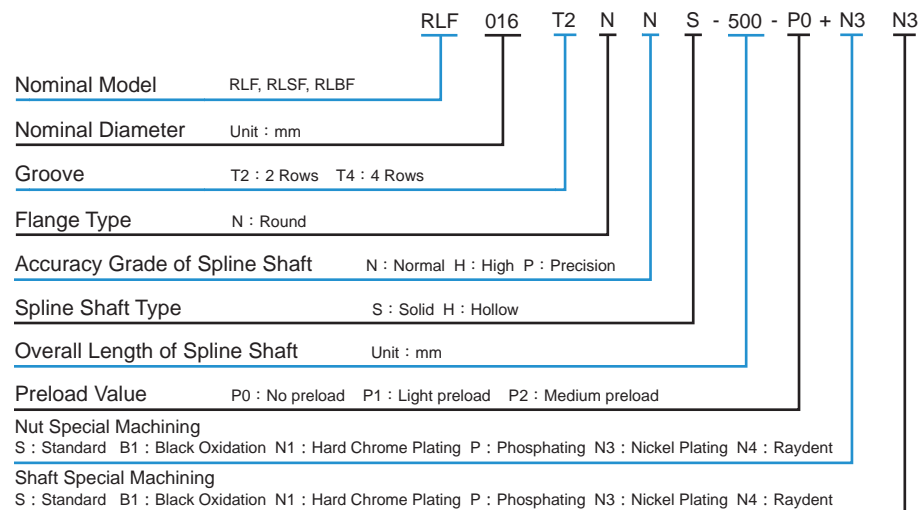 RLF 016 T2 N N S - 500 - P0 + N3 N3
Nominal Model RLF, RLSF, RLBF
Nominal Diameter Unit：mm
Groove T2：2 Rows T4：4 Rows
Flange Type N：Round
Accuracy Grade of Spline Shaft N：Normal H：High P：Precision
Spline Shaft Type S：Solid H：Hollow
Overall Length of Spline Shaft Unit：mm
Preload Value P0：No preload P1：Light preload P2：Medium preload
Nut Special Machining
S：Standard B1：Black Oxidation N1：Hard Chrome Plating P：Phosphating N3：Nickel Plating N4：Raydent
Shaft Special Machining
S：Standard B1：Black Oxidation N1：Hard Chrome Plating P：Phosphating N3：Nickel Plating N4：Raydent